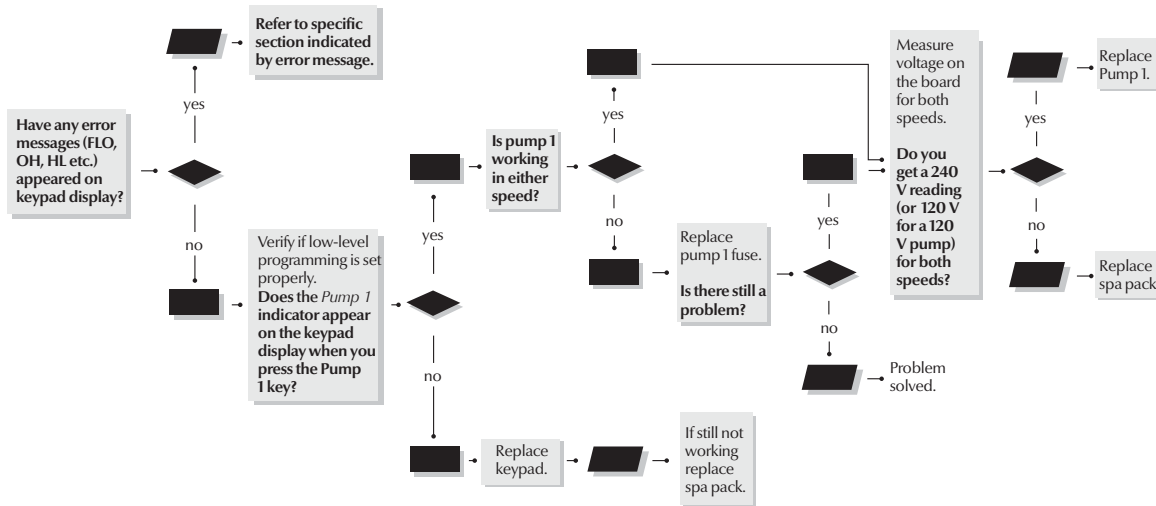 Refer to specific
section indicated
by error message.
yes
Have any error
messages (FLO,
OH, HL etc.)
appeared on
keypad display?
no
Verify if low-level
programming is set
properly.
Does the Pump 1
indicator appear
on the keypad
display when you
press the Pump
1 key?
yes
no
Replace
keypad.
If still not
working
replace
spa pack.
Is pump 1
working
in either
speed?
yes
no
Replace
pump 1 fuse.
Is there still a
problem?
yes
no
Problem
solved.
Measure
voltage on
the board
for both
speeds.
Do you
get a 240
V reading
(or 120 V
for a 120
V pump)
for both
speeds?
yes
Replace
Pump 1.
no
Replace
spa pack